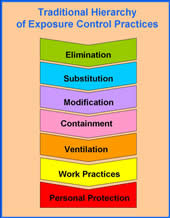 Traditional Hierarchy
of Exposure Control Practices
Elimination
Substitution
Modification
Containment
Ventilation
Work Practices
Personal Protection